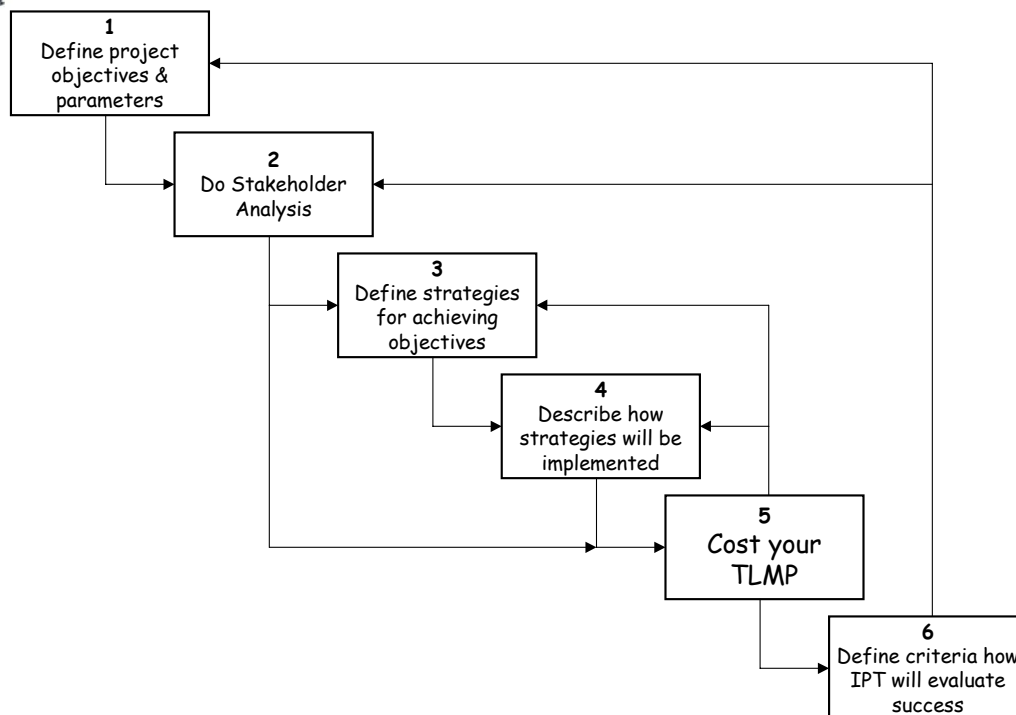 1
Define project
objectives &
parameters
2
Do Stakeholder
Analysis
3
Define strategies
for achieving
objectives
4
Describe how
strategies will be
implemented
5
Cost your
TLMP
6
Define criteria how
IPT will evaluate
success